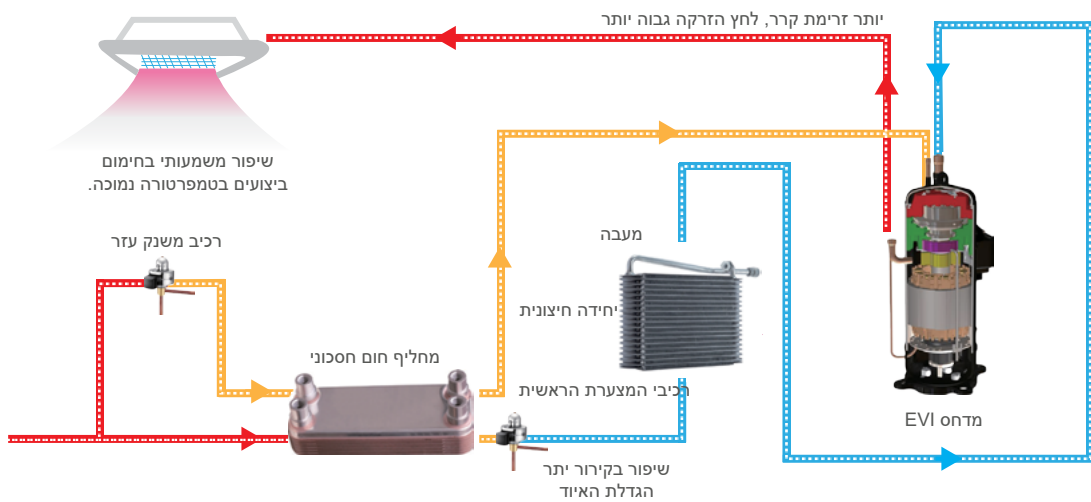 יותר זרימת קרר, לחץ הזרקה גבוה יותר
שיפור משמעותי בחימום
ביצועים בטמפרטורה נמוכה.
רכיב משנק עזר
מעבה
יחידה חיצונית
מחליף חום חסכוני
רכיבי המצערת הראשית
מדחס EVI
שיפור בקירור יתר
הגדלת האיוד